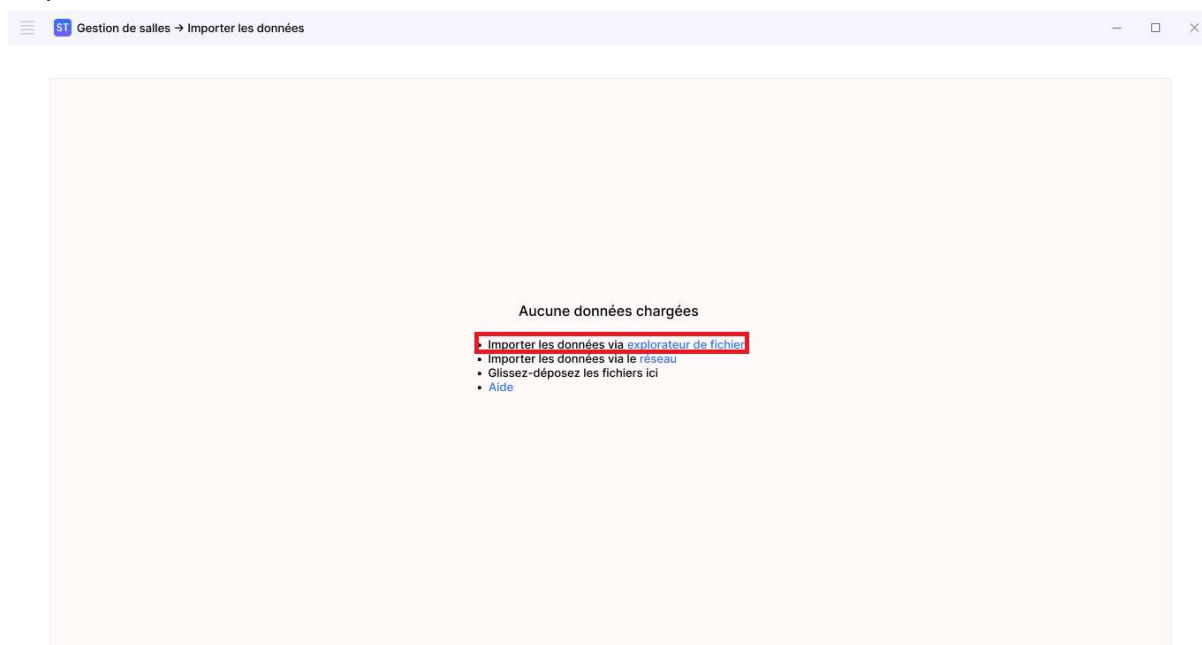 ST Gestion de salles → Importer les données
Aucune données chargées
• Importer les données via explorateur de fichier
• Importer les données via le réseau
• Glissez-déposez les fichiers ici
• Aide